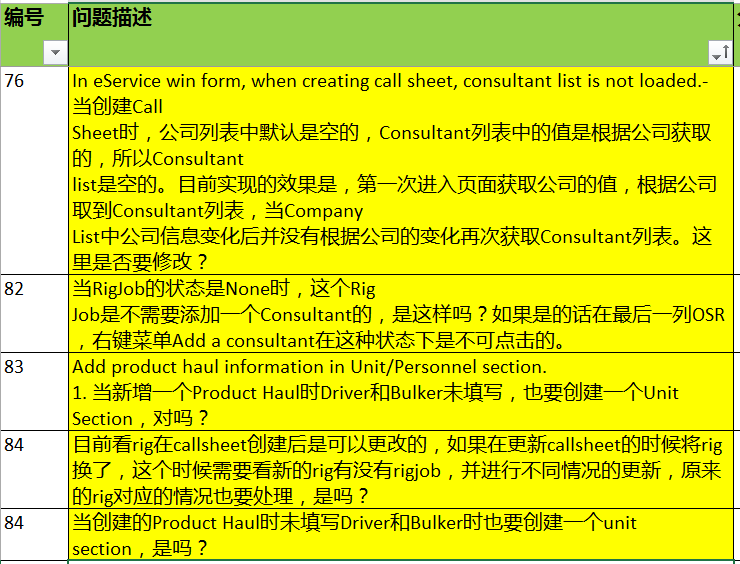 编号 问题描述
76 In eService win form, when creating call sheet, consultant list is not loaded.-
当创建Call
Sheet时，公司列表中默认是空的，Consultant列表中的值是根据公司获取
的，所以Consultant
list是空的。目前实现的效果是，第一次进入页面获取公司的值，根据公司
取到Consultant列表，当Company
List中公司信息变化后并没有根据公司的变化再次获取Consultant列表。这
里是否要修改？
82 当RigJob的状态是None时，这个Rig
Job是不需要添加一个Consultant的，是这样吗？如果是的话在最后一列OSR
，右键菜单Add a consultant在这种状态下是不可点击的。
83 Add product haul information in Unit/Personnel section.
1. 当新增一个Product Haul时Driver和Bulker未填写，也要创建一个Unit
Section，对吗？
84 目前看rig在callsheet创建后是可以更改的，如果在更新callsheet的时候将rig
换了，这个时候需要看新的rig有没有rigjob，并进行不同情况的更新，原来
的rig对应的情况也要处理，是吗？
84 当创建的Product Haul时未填写Driver和Bulker时也要创建一个unit
section，是吗？